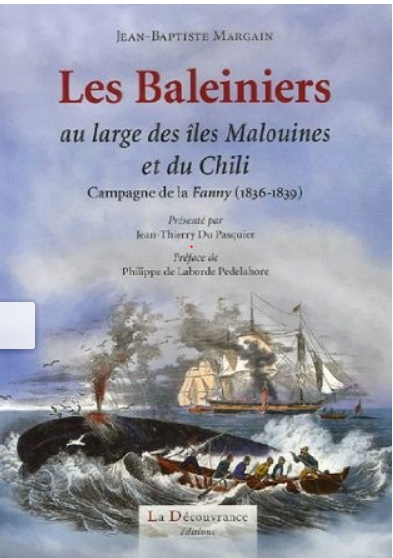 Jean-Baptiste Margain
Les Baleiniers
au large des îles Malouines
et du Chili
Campagne de la Fanny (1836-1839)
Présenté par
Jean-Thierry Du Pasquier
Préface de
Philippe de Laborde Pedelahore
La Découvrance
éditions